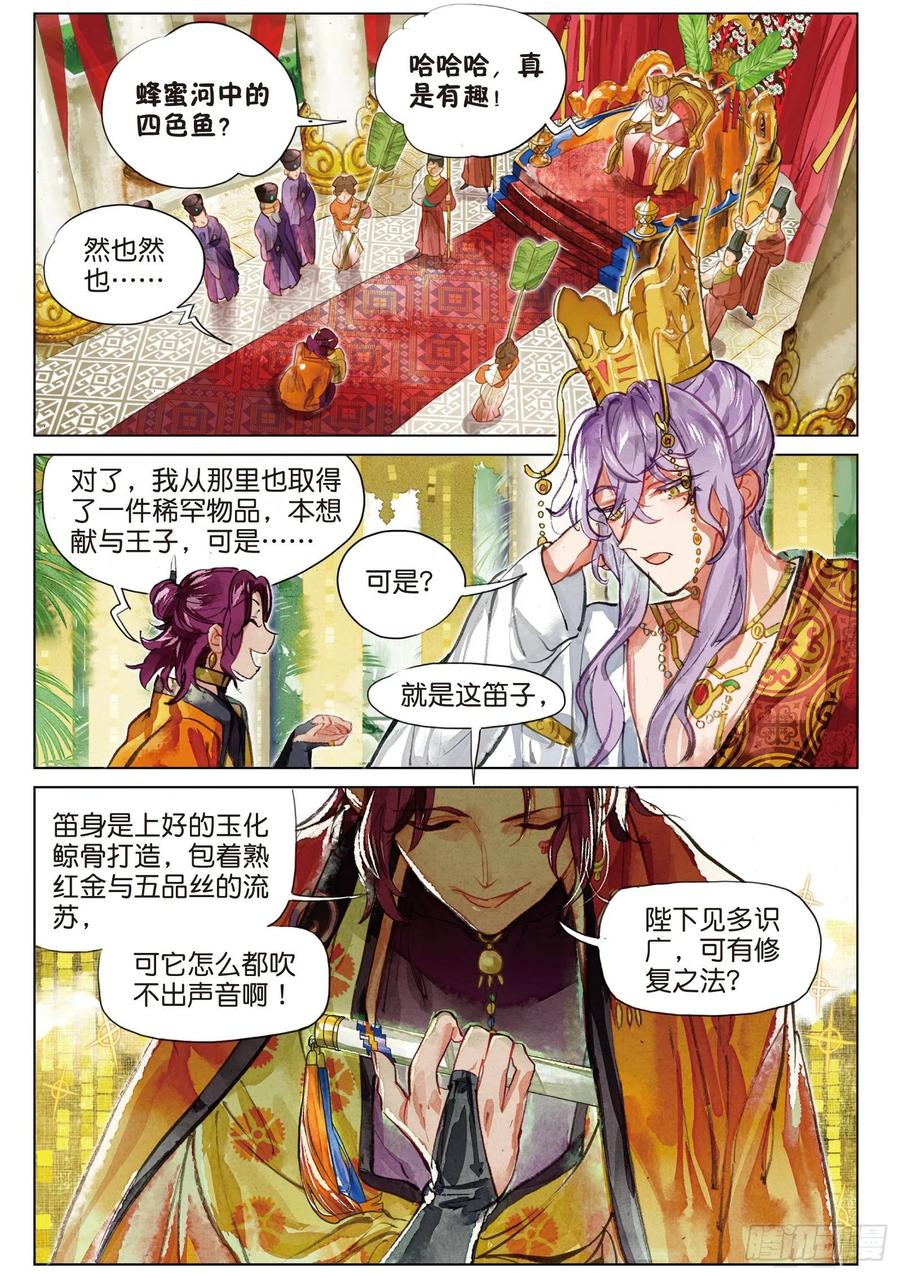 蜂蜜河中的
四色鱼？
哈哈哈，真
是有趣！
然也然
也……
对了，我从那里也取得
了一件稀罕物品，本想
献与王子，可是……
可是？
就是这笛子，
笛身是上好的玉化
鲸骨打造，包着熟
红金与五品丝的流
苏，
可它怎么都吹
不出声音啊！
陛下见多识
广，可有修
复之法？
腾讯动漫